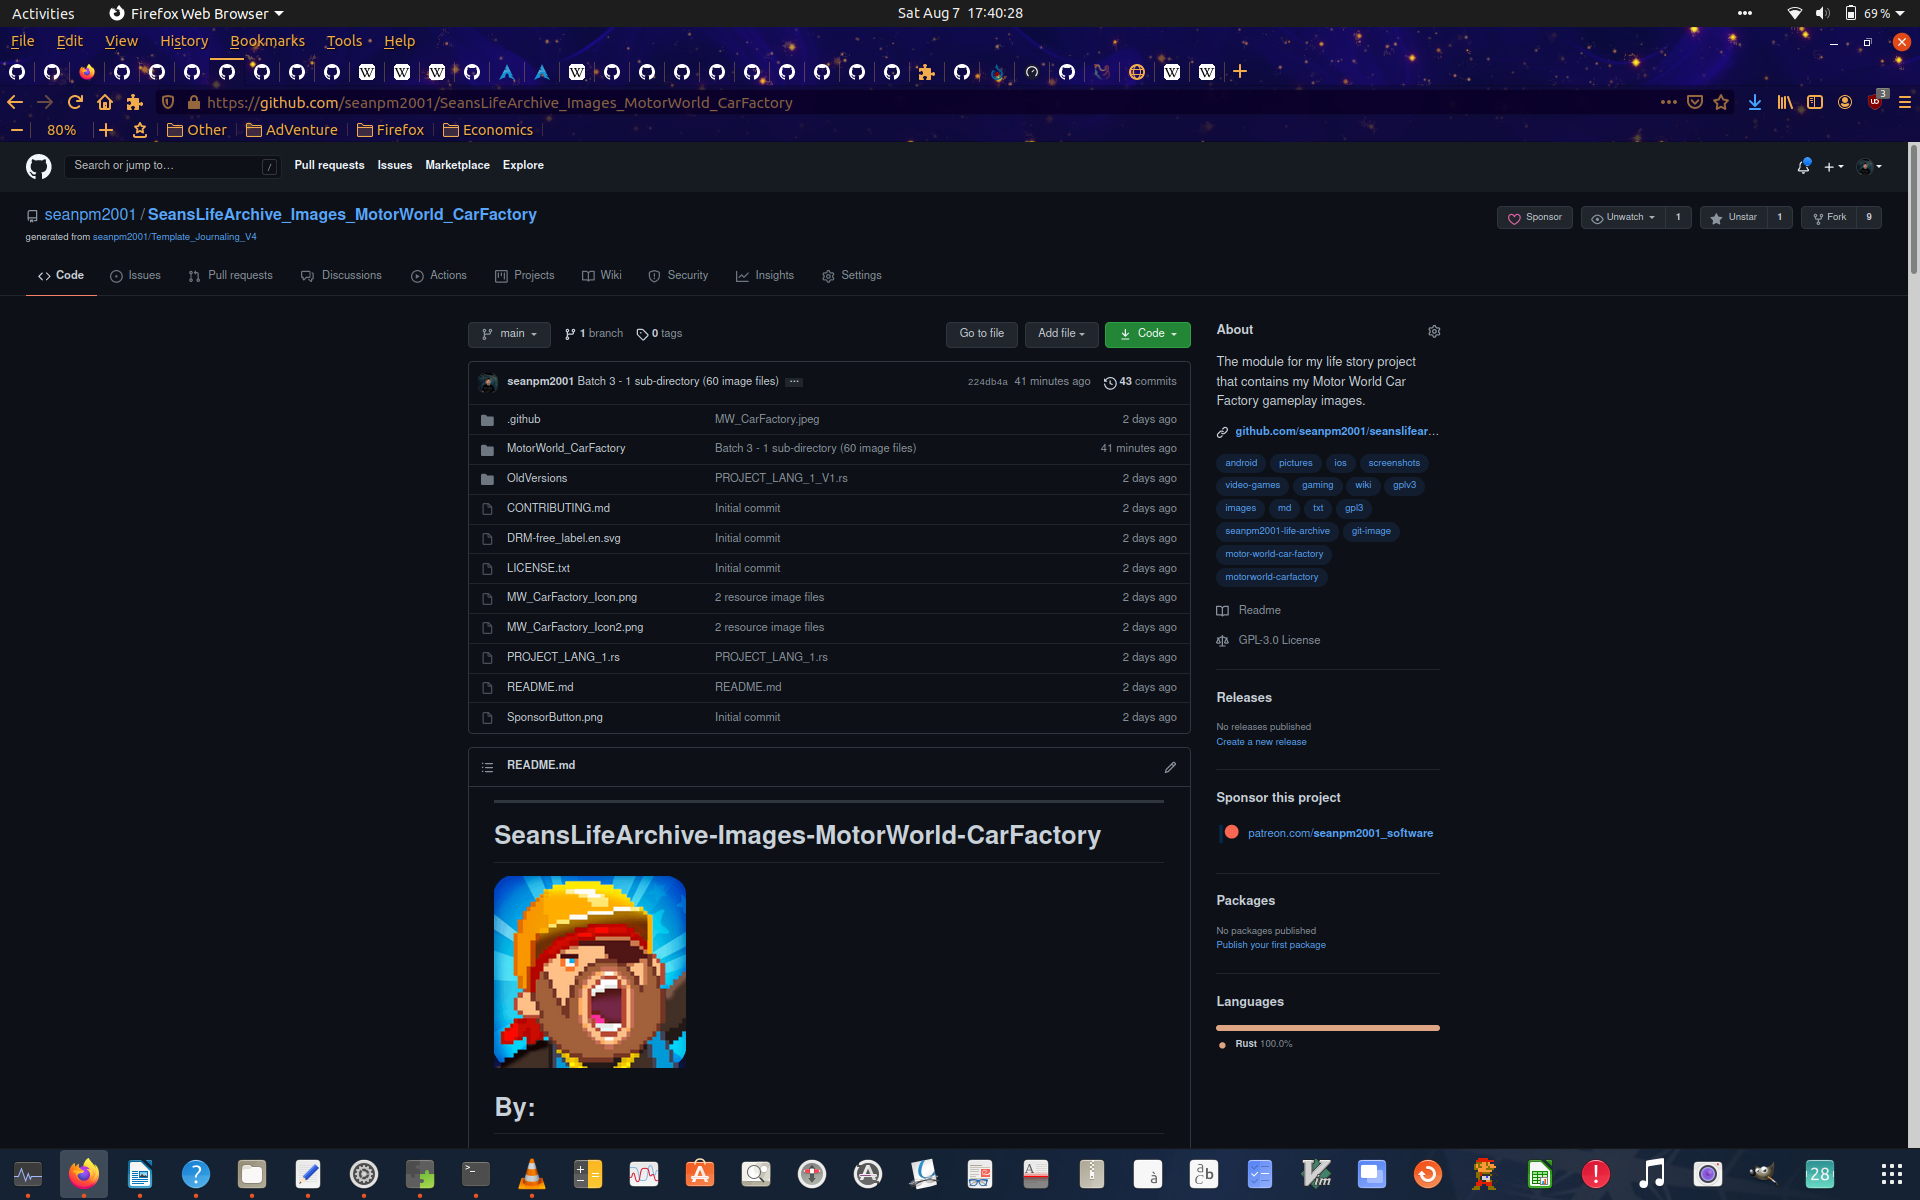 Activities
Firefox Web Browser
Sat Aug 7 17:40:28
69 %
File Edit View History Bookmarks Tools Help
https://github.com/seanpm2001/SeansLifeArchive_Images_MotorWorld_CarFactory
3
80%
Other
AdVenture
Firefox
Economics
Search or jump to…
/
Pull requests Issues Marketplace Explore
seanpm2001 / SeansLifeArchive_Images_MotorWorld_CarFactory
generated from seanpm2001/Template_Journaling_V4
Sponsor
Unwatch 1
Unstar 1
Fork 9
Code Issues Pull requests Discussions Actions Projects Wiki Security Insights Settings
main
1 branch
0 tags
Go to file
Add file
Code
seanpm2001 Batch 3 - 1 sub-directory (60 image files) ...
224db4a 41 minutes ago 43 commits
.github MW_CarFactory.jpeg 2 days ago
MotorWorld_CarFactory Batch 3 - 1 sub-directory (60 image files) 41 minutes ago
OldVersions PROJECT_LANG_1_V1.rs 2 days ago
CONTRIBUTING.md Initial commit 2 days ago
DRM-free_label.en.svg Initial commit 2 days ago
LICENSE.txt Initial commit 2 days ago
MW_CarFactory_Icon.png 2 resource image files 2 days ago
MW_CarFactory_Icon2.png 2 resource image files 2 days ago
PROJECT_LANG_1.rs PROJECT_LANG_1.rs 2 days ago
README.md README.md 2 days ago
SponsorButton.png Initial commit 2 days ago
README.md
SeansLifeArchive-Images-MotorWorld-CarFactory
By:
About
The module for my life story project
that contains my Motor World Car
Factory gameplay images.
github.com/seanpm2001/seanslifear…
android pictures ios screenshots
video-games gaming wiki gplv3
images md txt gpl3
seanpm2001-life-archive git-image
motor-world-car-factory
motorworld-carfactory
Readme
GPL-3.0 License
Releases
No releases published
Create a new release
Sponsor this project
patreon.com/seanpm2001_software
Packages
No packages published
Publish your first package
Languages
Rust 100.0%
28